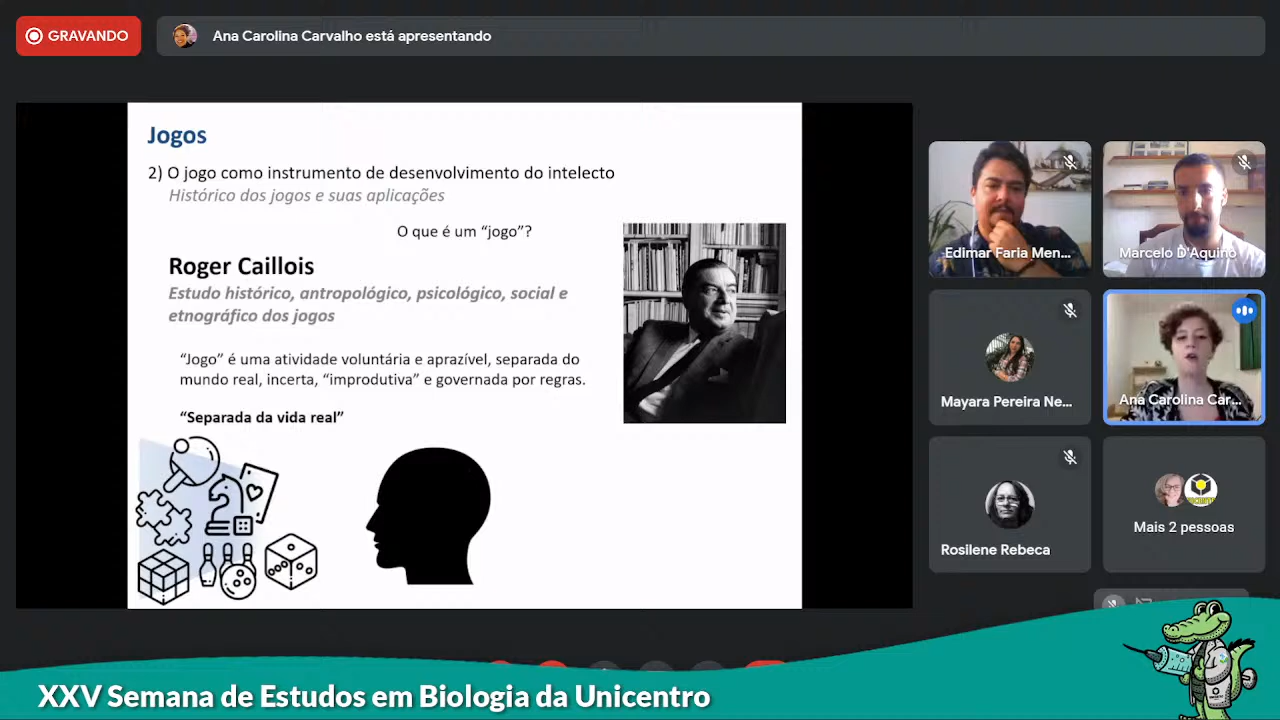 GRAVANDO
Ana Carolina Carvalho está apresentando
Jogos
2) O jogo como instrumento de desenvolvimento do intelecto
Histórico dos jogos e suas aplicações
O que é um “jogo”?
Roger Caillois
Estudo histórico, antropológico, psicológico, social e
etnográfico dos jogos
“Jogo” é uma atividade voluntária e aprazível, separada do
mundo real, incerta, “improdutiva” e governada por regras.
“Separada da vida real”
Edimar Faria Men...
Marcelo D'Aquino
Mayara Pereira Ne...
Ana Carolina Car...
Rosilene Rebeca
Mais 2 pessoas
XXV Semana de Estudos em Biologia da Unicentro